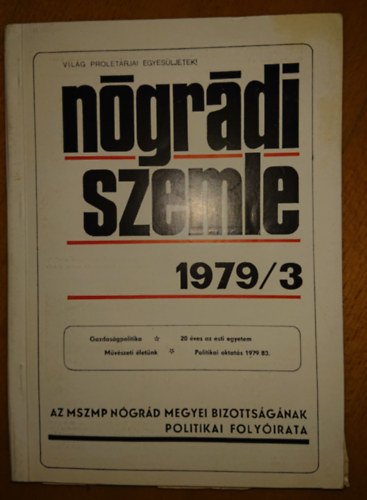 VILÁG PROLETÁRJAI EGYESÜLJETEK!
nógrádi
szemle
1979/3
Gazdaságpolitika ☆ 20 éves az esti egyetem
Művészeti életünk ☆ Politikai oktatás 1979-82.
AZ MSZMP NÓGRÁD MEGYEI BIZOTTSÁGÁNAK
POLITIKAI FOLYÓIRATA